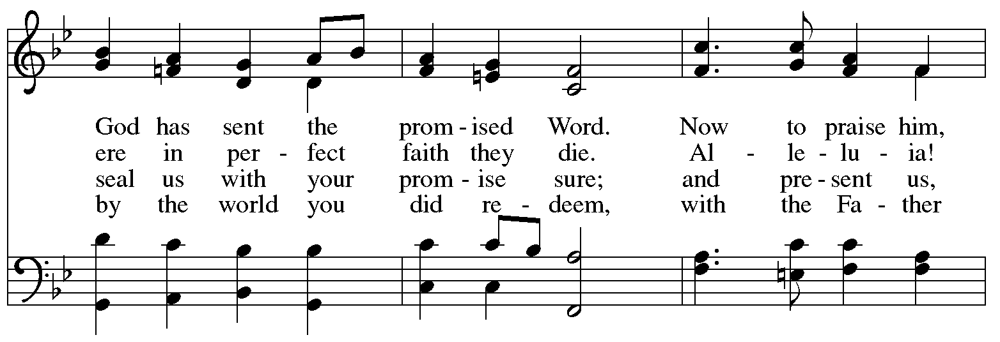 God has sent the prom - ised Word. Now to praise him,
ere in per - fect faith they die. Al - le - lu - ia!
seal us with your prom - ise sure; and pre - sent us,
by the world you did re - deem, with the Fa - ther